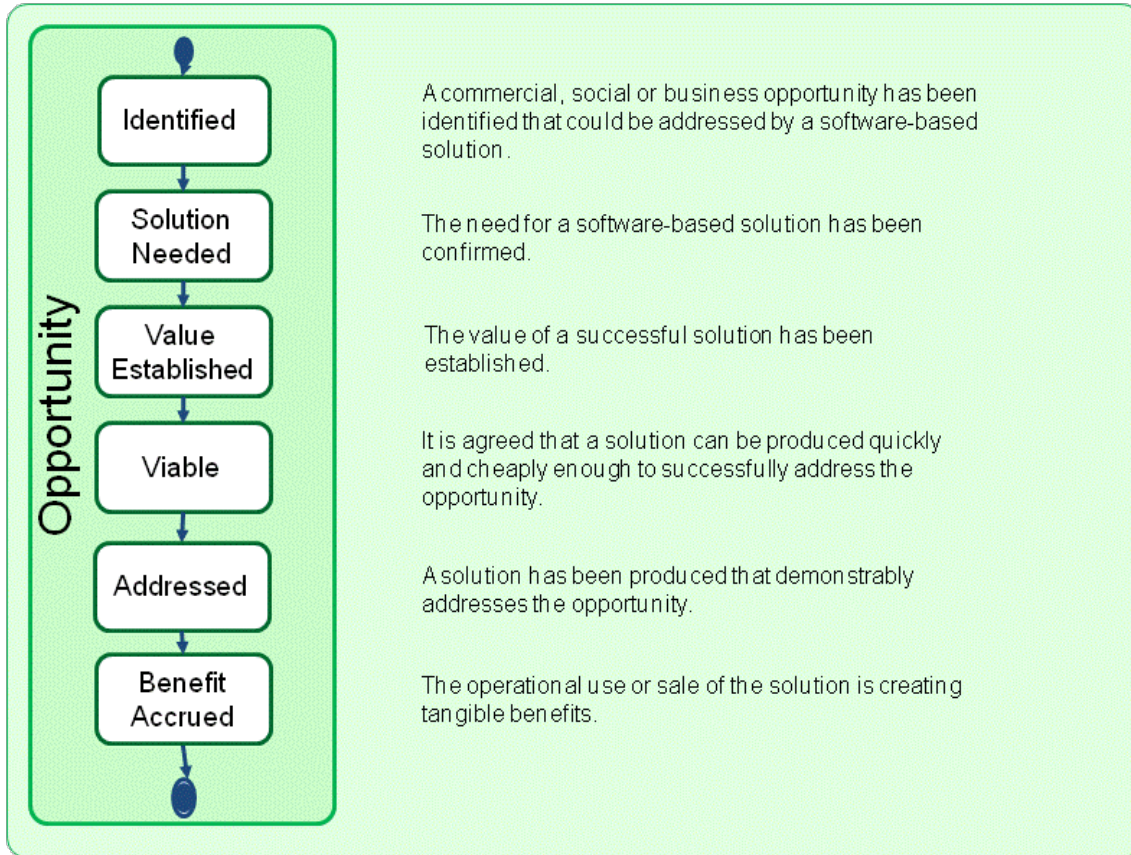 Opportunity
Identified
A commercial, social or business opportunity has been
identified that could be addressed by a software-based
solution.
Solution
Needed
The need for a software-based solution has been
confirmed.
Value
Established
The value of a successful solution has been
established.
Viable
It is agreed that a solution can be produced quickly
and cheaply enough to successfully address the
opportunity.
Addressed
A solution has been produced that demonstrably
addresses the opportunity.
Benefit
Accrued
The operational use or sale of the solution is creating
tangible benefits.